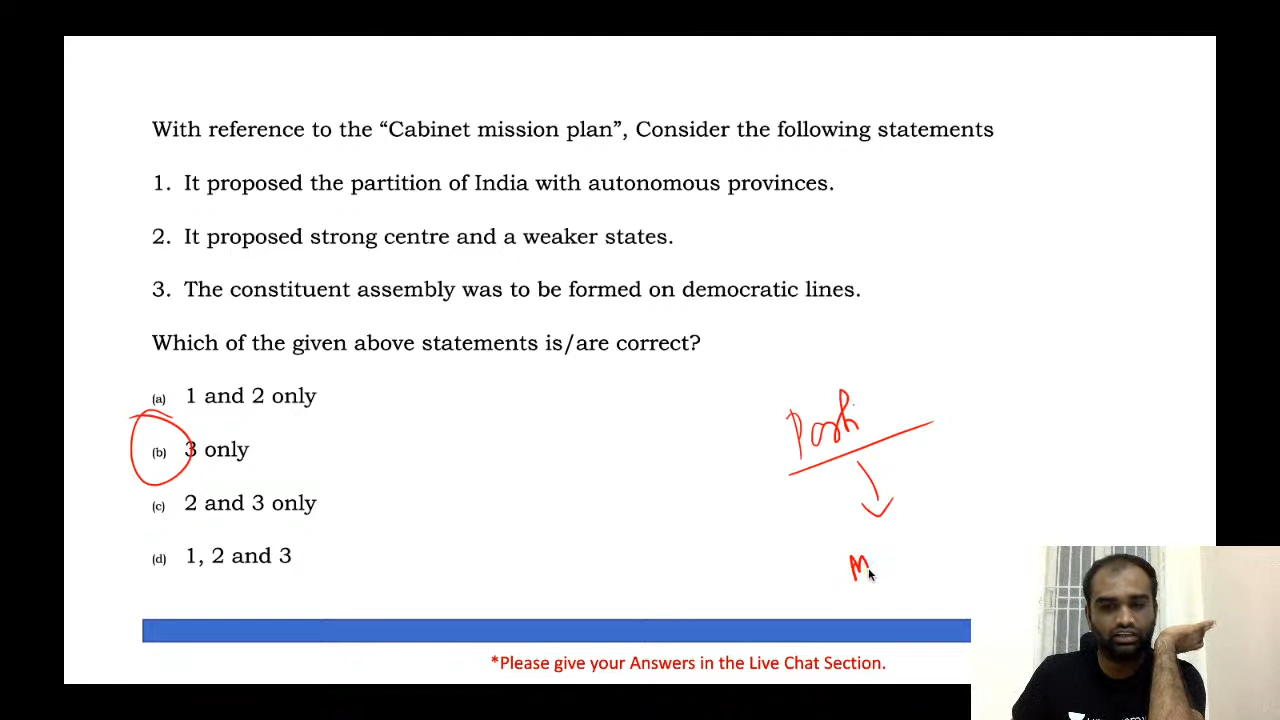 With reference to the “Cabinet mission plan”, Consider the following statements
1. It proposed the partition of India with autonomous provinces.
2. It proposed strong centre and a weaker states.
3. The constituent assembly was to be formed on democratic lines.
Which of the given above statements is/are correct?
(a) 1 and 2 only
(b) 3 only
(c) 2 and 3 only
(d) 1, 2 and 3
M
*Please give your Answers in the Live Chat Section.